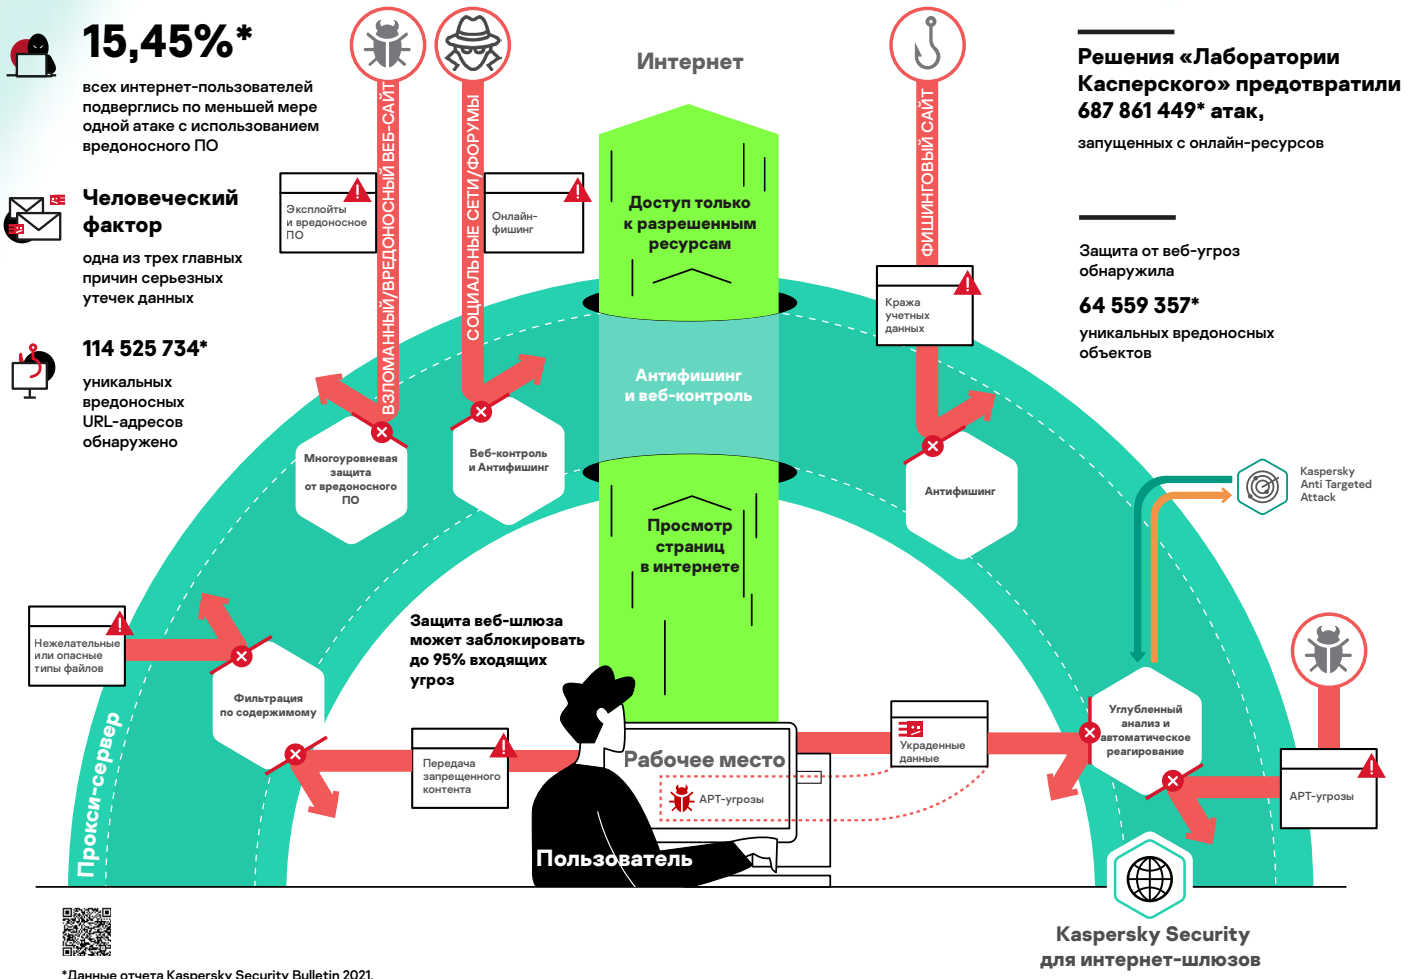 15,45%*
всех интернет-пользователей
подверглись по меньшей мере
одной атаке с использованием
вредоносного ПО
Человеческий
фактор
одна из трех главных
причин серьезных
утечек данных
114 525 734*
уникальных
вредоносных
URL-адресов
обнаружено
ВЗЛОМАННЫЙ/ВРЕДОНОСНЫЙ ВЕБ-САЙТ
СОЦИАЛЬНЫЕ СЕТИ/ФОРУМЫ
Эксплойты
и вредоносное
ПО
Онлайн-
фишинг
Интернет
Доступ только
к разрешенным
ресурсам
Антифишинг
и веб-контроль
Просмотр
страниц
в интернете
ФИШИНГОВЫЙ САЙТ
Кража
учетных
данных
Решения «Лаборатории
Касперского» предотвратили
687 861 449* атак,
запущенных с онлайн-ресурсов
Защита от веб-угроз
обнаружила
64 559 357*
уникальных вредоносных
объектов
Многоуровневая
защита
от вредоносного
ПО
Веб-контроль
и Антифишинг
Антифишинг
Kaspersky
Anti Targeted
Attack
Нежелательные
или опасные
типы файлов
Фильтрация
по содержимому
Защита веб-шлюза
может заблокировать
до 95% входящих
угроз
Передача
запрещенного
контента
Рабочее место
АРТ-угрозы
Пользователь
Украденные
данные
Углубленный
анализ и
автоматическое
реагирование
АРТ-угрозы
Прокси-сервер
Kaspersky Security
для интернет-шлюзов
*Данные отчета Kaspersky Security Bulletin 2021.